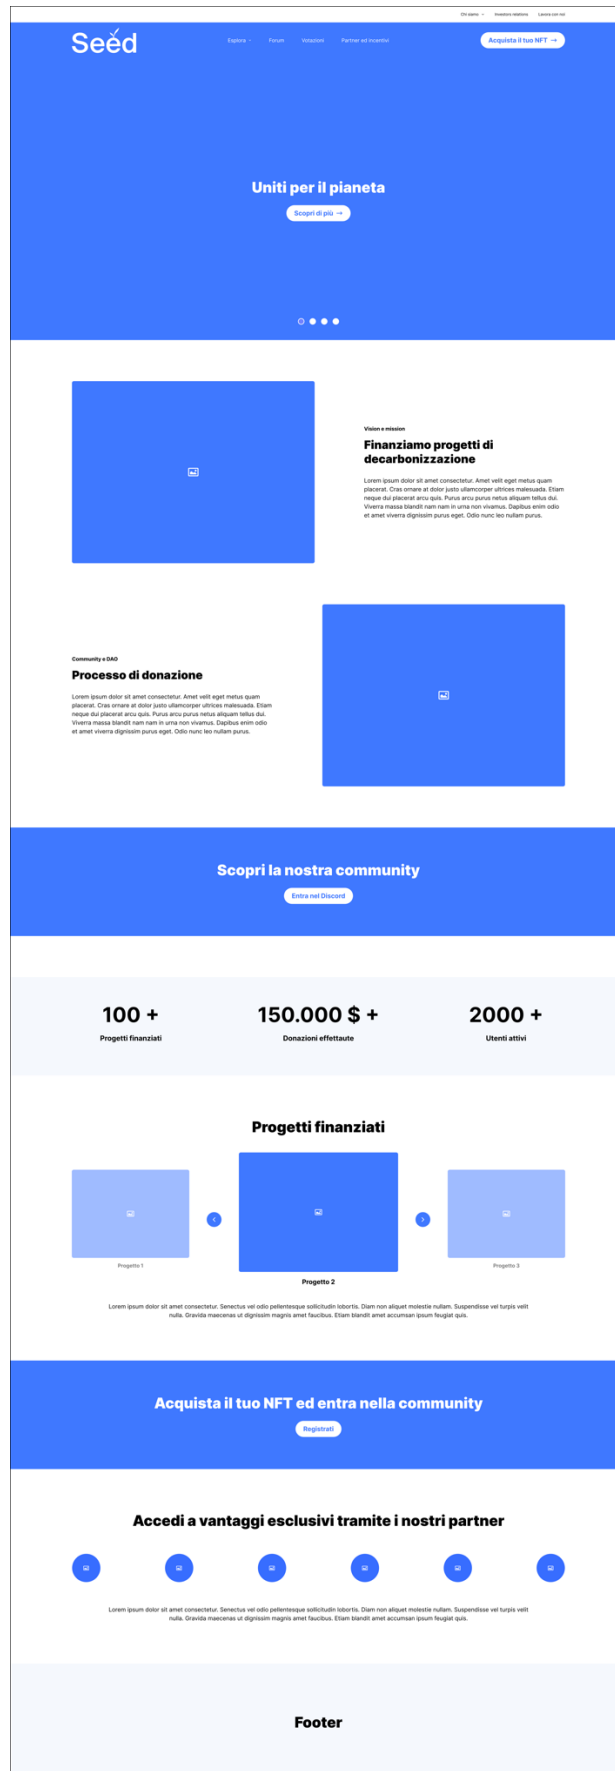 Chi siamo
Investors relations
Lavora con noi
Seed
Esplora
Forum
Votazioni
Partner ed incentivi
Acquista il tuo NFT →
Uniti per il pianeta
Scopri di più →
Vision e mission
Finanziamo progetti di
decarbonizzazione
Lorem ipsum dolor sit amet consectetur. Amet velit eget metus quam
placerat. Cras ornare at dolor justo ullamcorper ultrices malesuada. Etiam
neque dui placerat arcu quis. Purus arcu purus netus aliquam tellus dui.
Viverra massa blandit nam nam in urna non vivamus. Dapibus enim odio
et amet viverra dignissim purus eget. Odio nunc leo nullam purus.
Community e DAO
Processo di donazione
Lorem ipsum dolor sit amet consectetur. Amet velit eget metus quam
placerat. Cras ornare at dolor justo ullamcorper ultrices malesuada. Etiam
neque dui placerat arcu quis. Purus arcu purus netus aliquam tellus dui.
Viverra massa blandit nam nam in urna non vivamus. Dapibus enim odio
et amet viverra dignissim purus eget. Odio nunc leo nullam purus.
Scopri la nostra community
Entra nel Discord
100 +
Progetti finanziati
150.000 $ +
Donazioni effettaute
2000 +
Utenti attivi
Progetti finanziati
Progetto 1
Progetto 2
Progetto 3
Lorem ipsum dolor sit amet consectetur. Senectus vel odio pellentesque sollicitudin lobortis. Diam non aliquet molestie nullam. Suspendisse vel turpis velit
nulla. Gravida maecenas ut dignissim magnis amet faucibus. Etiam blandit amet accumsan ipsum feugiat quis.
Acquista il tuo NFT ed entra nella community
Registrati
Accedi a vantaggi esclusivi tramite i nostri partner
Lorem ipsum dolor sit amet consectetur. Senectus vel odio pellentesque sollicitudin lobortis. Diam non aliquet molestie nullam. Suspendisse vel turpis velit
nulla. Gravida maecenas ut dignissim magnis amet faucibus. Etiam blandit amet accumsan ipsum feugiat quis.
Footer